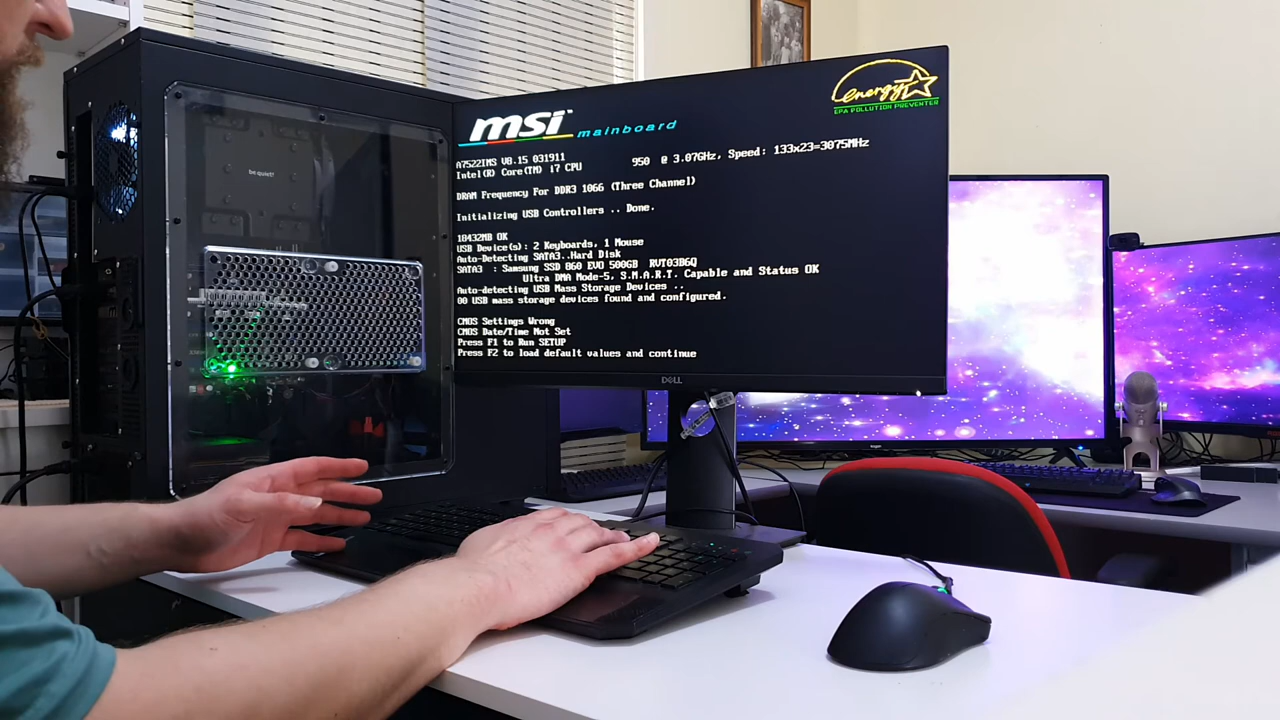 be quiet!
msi™ mainboard
energy
EPA POLLUTION PREVENTER
A7522IMS V8.15 031911
Intel(R) Core(TM) i7 CPU 950 @ 3.07GHz, Speed: 133x23=3075MHz
DRAM Frequency For DDR3 1066 (Three Channel)
Initializing USB Controllers .. Done.
18432MB OK
USB Device(s): 2 Keyboards, 1 Mouse
Auto-Detecting SATA3..Hard Disk
SATA3 : Samsung SSD 860 EVO 500GB RVT03B6Q
Ultra DMA Mode-5, S.M.A.R.T. Capable and Status OK
Auto-detecting USB Mass Storage Devices ..
00 USB mass storage devices found and configured.
CMOS Settings Wrong
CMOS Date/Time Not Set
Press F1 to Run SETUP
Press F2 to load default values and continue
DELL